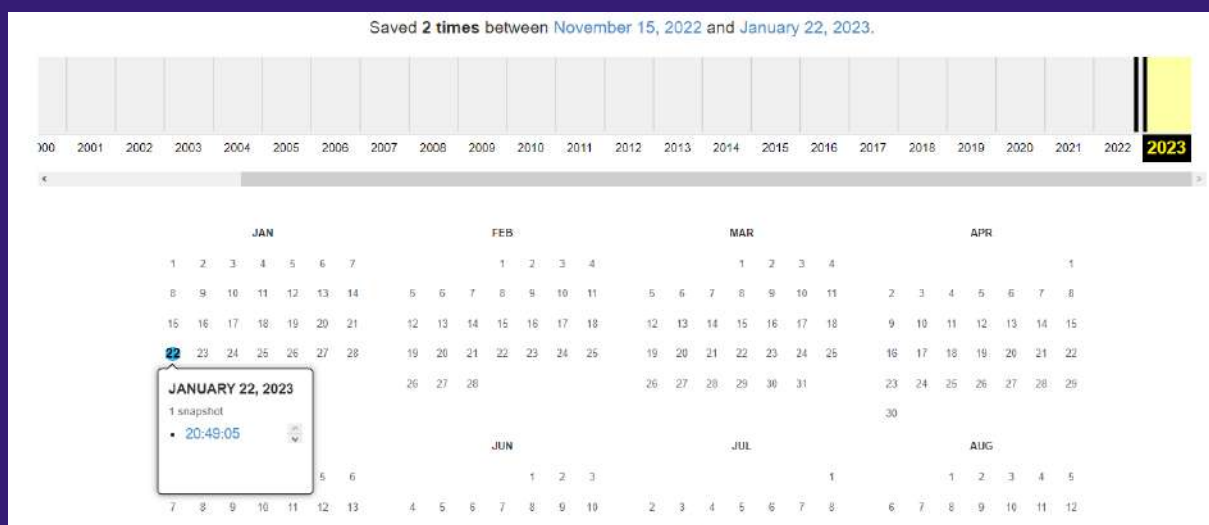 Saved 2 times between November 15, 2022 and January 22, 2023.
2001 2002 2003 2004 2005 2006 2007 2008 2009 2010 2011 2012 2013 2014 2015 2016 2017 2018 2019 2020 2021 2022 2023
JAN FEB MAR APR
1 2 3 4 5 6 7 1 2 3 4 1 2 3 4 1
8 9 10 11 12 13 14 5 6 7 8 9 10 11 5 6 7 8 9 10 11 2 3 4 5 6 7 8
15 16 17 18 19 20 21 12 13 14 15 16 17 18 12 13 14 15 16 17 18 9 10 11 12 13 14 15
22 23 24 25 26 27 28 19 20 21 22 23 24 25 19 20 21 22 23 24 25 16 17 18 19 20 21 22
26 27 28 26 27 28 29 30 31 23 24 25 26 27 28 29
JANUARY 22, 2023
1 snapshot
• 20:49:05
30
JUN JUL AUG
5 6 1 2 3 1 1 2 3 4 5
7 8 9 10 11 12 13 4 5 6 7 8 9 10 2 3 4 5 6 7 8 6 7 8 9 10 11 12